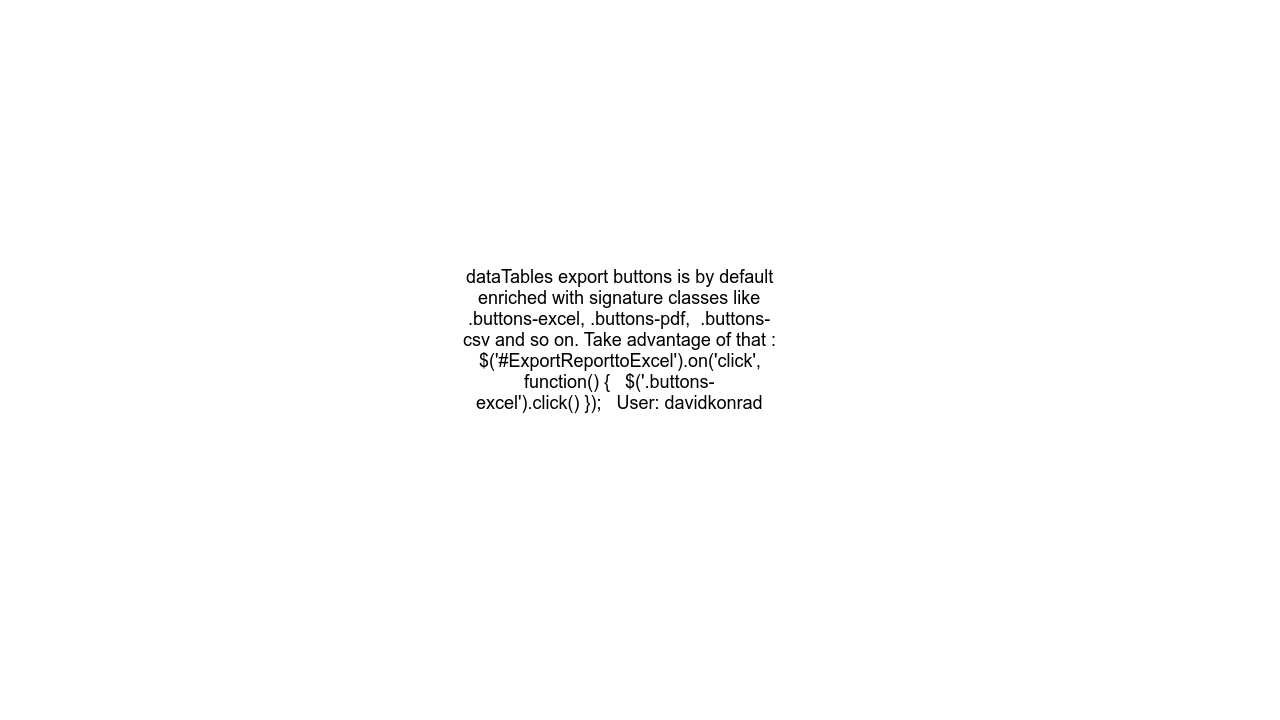 dataTables export buttons is by default
enriched with signature classes like
.buttons-excel, .buttons-pdf,  .buttons-
csv and so on. Take advantage of that :
$('#ExportReporttoExcel').on('click',
function() {   $('.buttons-
excel').click() });   User: davidkonrad